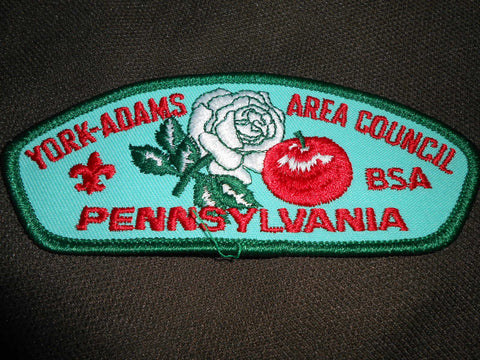 YORK-ADAMS AREA COUNCIL
BSA
PENNSYLVANIA